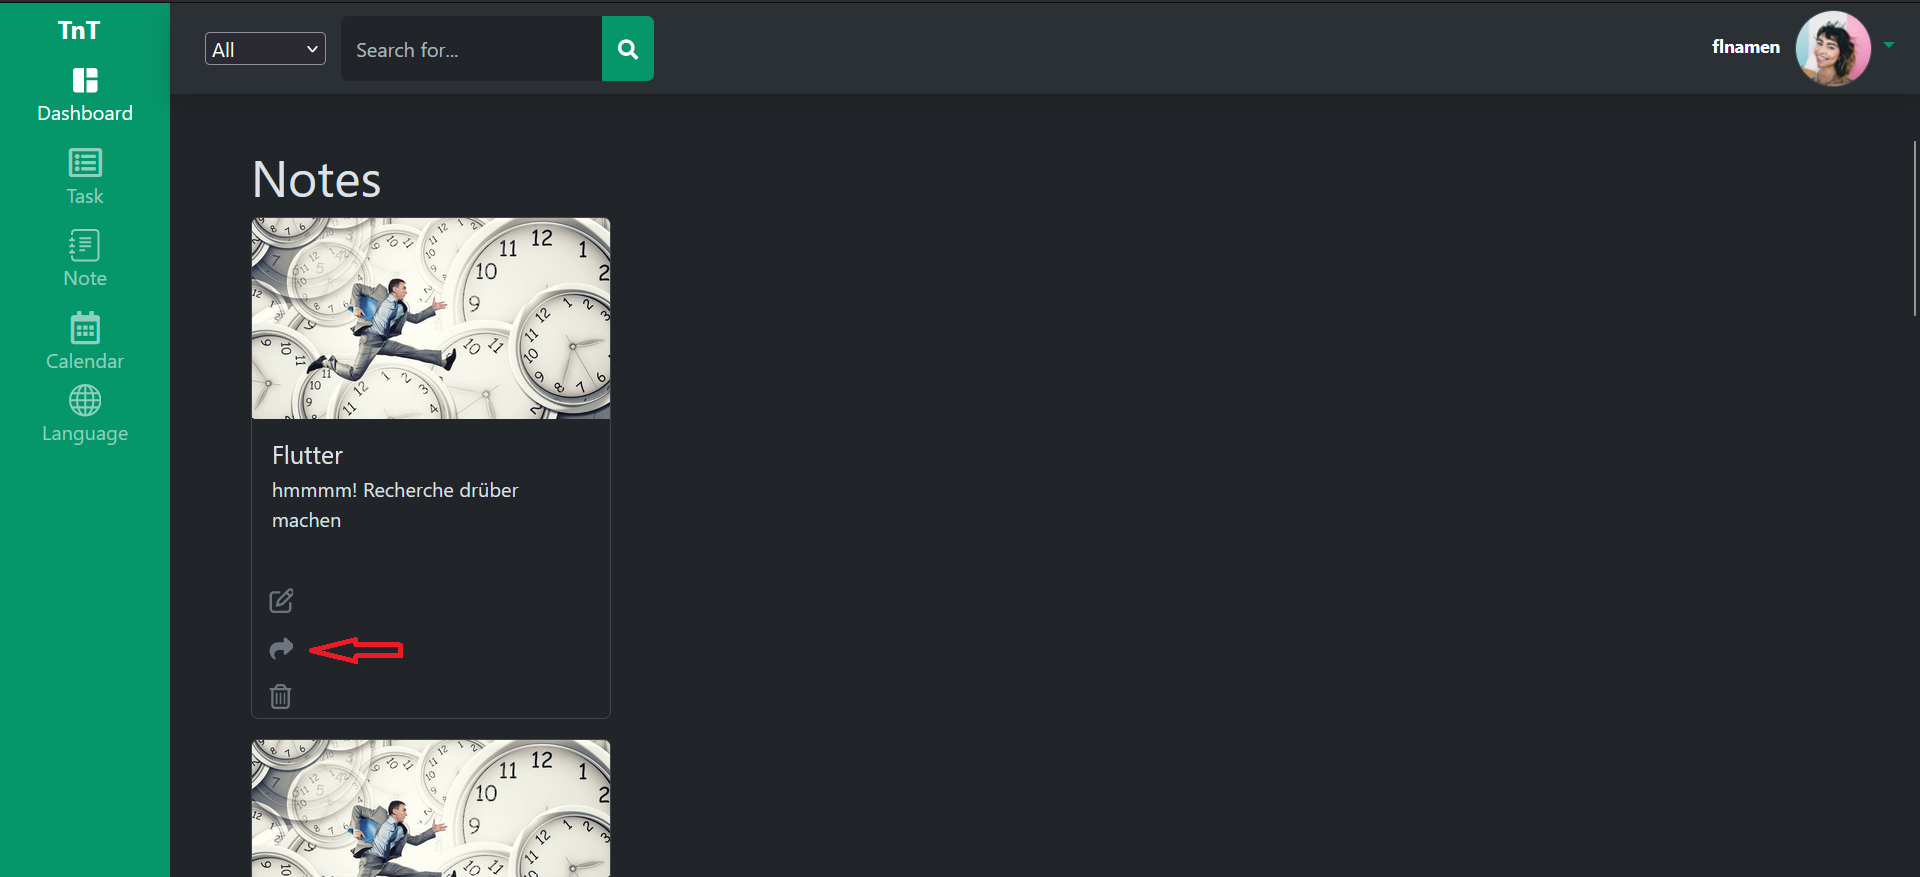 TnT
Dashboard
Task
Note
Calendar
Language
All
Search for...
flnamen
Notes
Flutter
hmmmm! Recherche drüber
machen